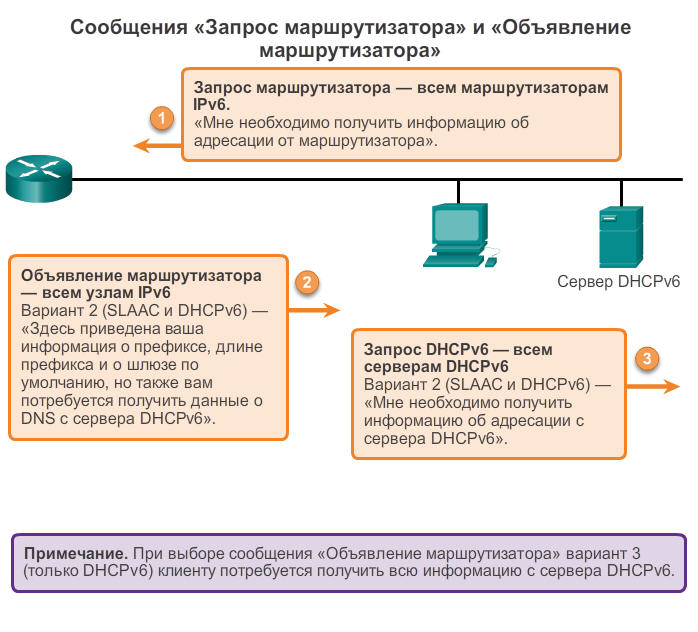 Сообщения «Запрос маршрутизатора» и «Объявление
маршрутизатора»
Запрос маршрутизатора — всем маршрутизаторам
IPv6.
«Мне необходимо получить информацию об
адресации от маршрутизатора».
1
Сервер DHCPv6
Объявление маршрутизатора
— всем узлам IPv6
Вариант 2 (SLAAC и DHCPv6) —
«Здесь приведена ваша
информация о префиксе, длине
префикса и о шлюзе по
умолчанию, но также вам
потребуется получить данные о
DNS с сервера DHCPv6».
2
Запрос DHCPv6 — всем
серверам DHCPv6
Вариант 2 (SLAAC и DHCPv6) —
«Мне необходимо получить
информацию об адресации с
сервера DHCPv6».
3
Примечание. При выборе сообщения «Объявление маршрутизатора» вариант 3
(только DHCPv6) клиенту потребуется получить всю информацию с сервера DHCPv6.